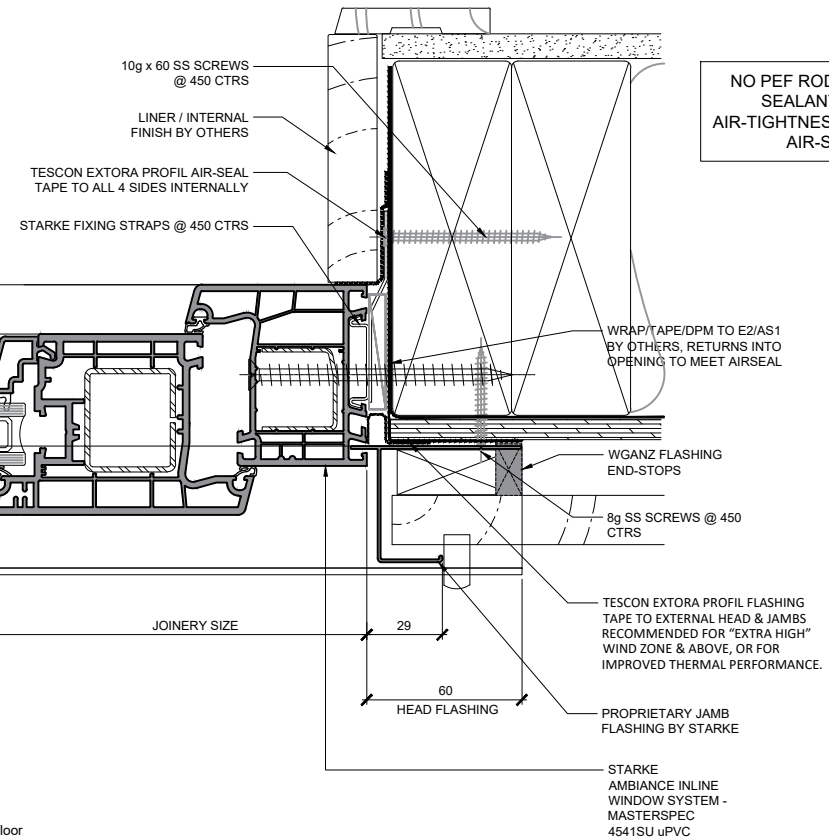 10g x 60 SS SCREWS
@ 450 CTRS
LINER / INTERNAL
FINISH BY OTHERS
TESCON EXTORA PROFIL AIR-SEAL
TAPE TO ALL 4 SIDES INTERNALLY
STARKE FIXING STRAPS @ 450 CTRS
NO PEF ROD
SEALANT
AIR-TIGHTNES
AIR-S
WRAP/TAPE/DPM TO E2/AS1
BY OTHERS, RETURNS INTO
OPENING TO MEET AIRSEAL
WGANZ FLASHING
END-STOPS
8g SS SCREWS @ 450
CTRS
TESCON EXTORA PROFIL FLASHING
TAPE TO EXTERNAL HEAD & JAMBS
RECOMMENDED FOR “EXTRA HIGH”
WIND ZONE & ABOVE, OR FOR
IMPROVED THERMAL PERFORMANCE.
JOINERY SIZE
29
60
HEAD FLASHING
PROPRIETARY JAMB
FLASHING BY STARKE
STARKE
AMBIANCE INLINE
WINDOW SYSTEM -
MASTERSPEC
4541SU uPVC
loor